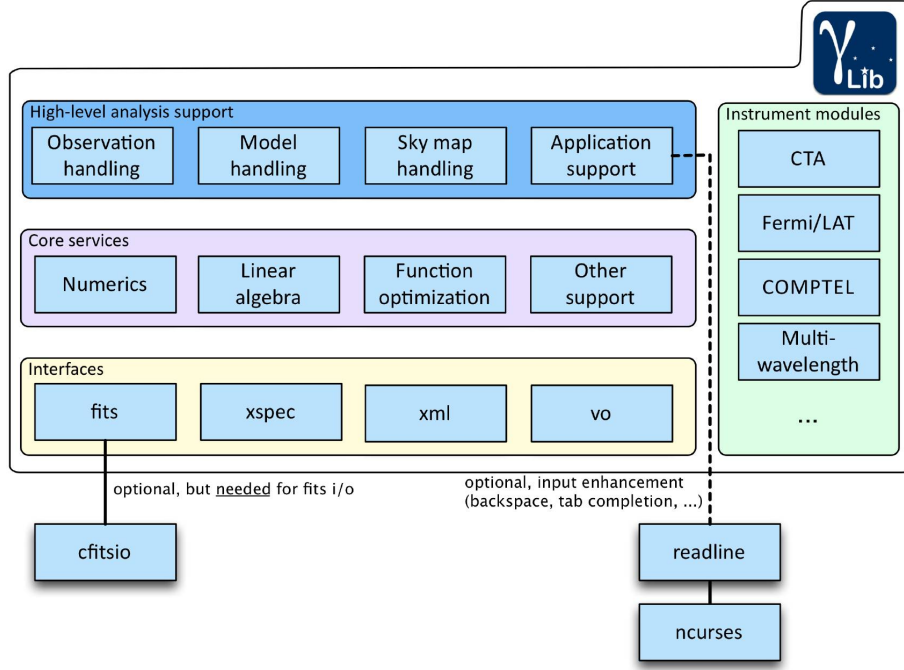 γ
Lib
High-level analysis support
Observation
handling
Model
handling
Sky map
handling
Application
support
Core services
Numerics
Linear
algebra
Function
optimization
Other
support
Interfaces
fits
xspec
xml
vo
Instrument modules
CTA
Fermi/LAT
COMPTEL
Multi-
wavelength
...
optional, but needed for fits i/o
optional, input enhancement
(backspace, tab completion, ...)
cfitsio
readline
ncurses